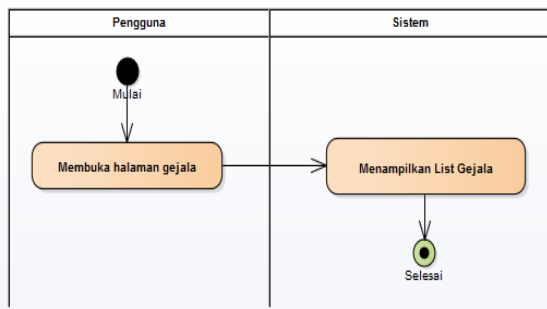 Pengguna
Sistem
Mulai
Membuka halaman gejala
Menampilkan List Gejala
Selesai